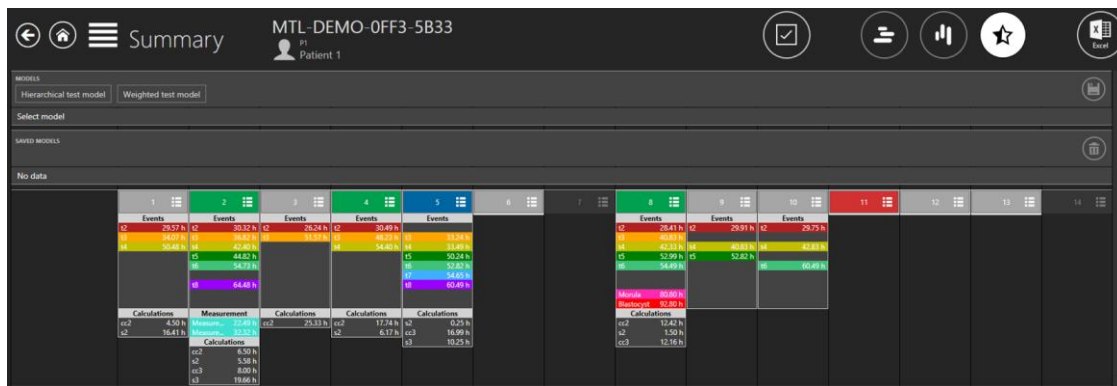 MTL-DEMO-0FF3-5B33
Summary
P1
Patient 1
Excel
MODELS
Hierarchical test model Weighted test model
Select model
SAVED MODELS
No data
1 2 3 4 5 6 7 8 9 10 11 12 13 14
Events Events Events Events Events Events Events Events
t2 29.57 h t2 30.32 h t2 26.24 h t2 30.49 h t2 28.41 h t2 29.91 h t2 29.75 h
t3 34.07 h t3 36.82 h t3 51.57 h t3 48.23 h t3 33.24 h t3 40.83 h
t4 50.48 h t4 42.40 h t4 54.40 h t4 33.49 h t4 42.33 h t4 40.83 h t4 42.83 h
t5 44.82 h t5 50.24 h t5 52.99 h t5 52.82 h
t6 54.73 h t6 52.82 h t6 54.49 h t6 60.49 h
t7 54.65 h
t8 64.48 h t8 60.49 h
Morula 80.80 h
Blastocyst 92.80 h
Calculations Measurement Calculations Calculations Calculations Calculations
cc2 4.50 h Measure... 22.49 h cc2 25.33 h cc2 17.74 h s2 0.25 h cc2 12.42 h
s2 16.41 h Measure... 32.32 h s2 6.17 h cc3 16.99 h s2 1.50 h
Calculations s3 10.25 h cc3 12.16 h
cc2 6.50 h
s2 5.58 h
cc3 8.00 h
s3 19.66 h